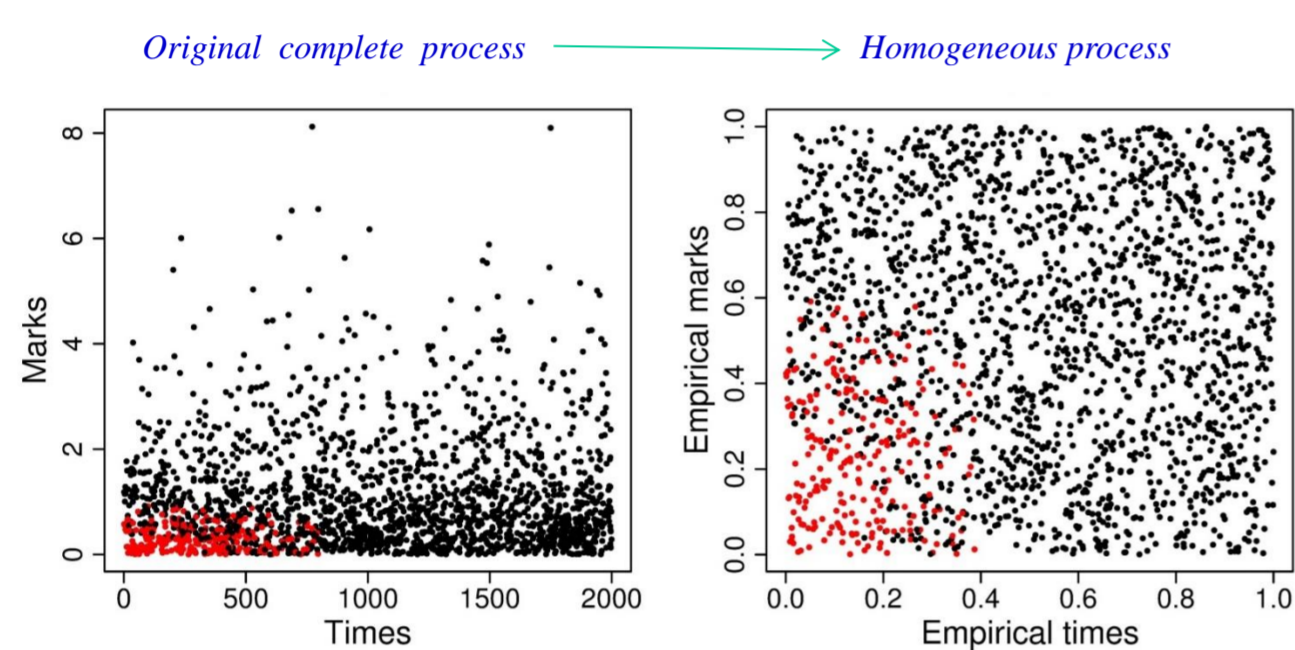 Original complete process
Homogeneous process
8
6
4
2
0
Marks
0 500 1000 1500 2000
Times
1.0
0.8
0.6
0.4
0.2
0.0
Empirical marks
0.0 0.2 0.4 0.6 0.8 1.0
Empirical times